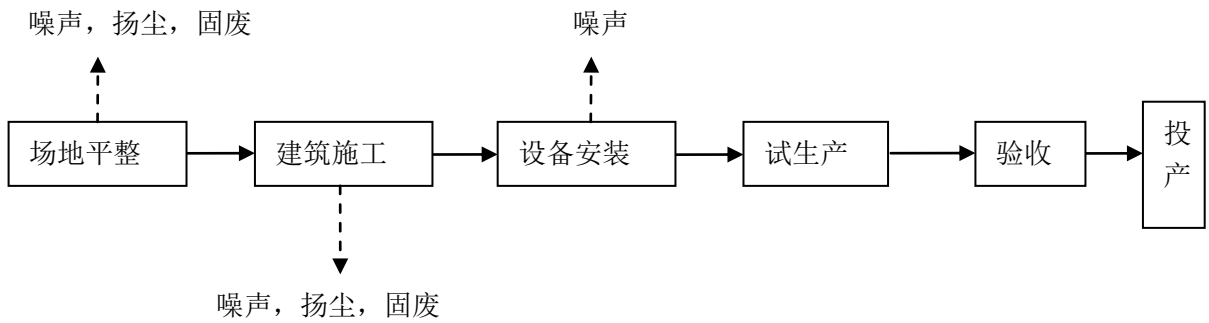 噪声，扬尘，固废
噪声
场地平整
建筑施工
设备安装
试生产
验收
投
产
噪声，扬尘，固废